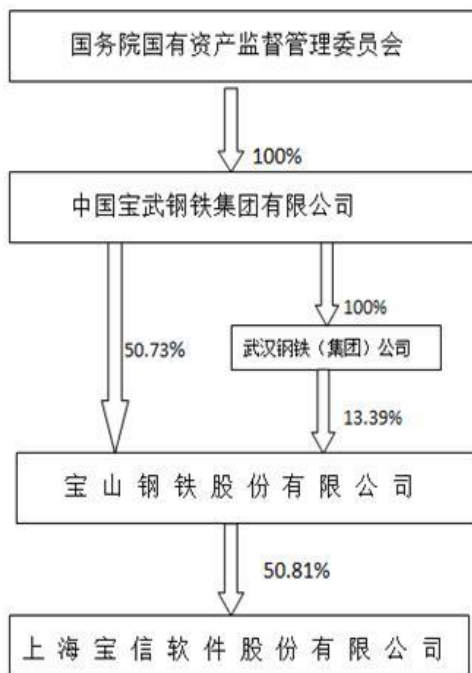 国务院国有资产监督管理委员会
100%
中国宝武钢铁集团有限公司
100%
50.73%
武汉钢铁（集团）公司
13.39%
宝山钢铁股份有限公司
50.81%
上海宝信软件股份有限公司